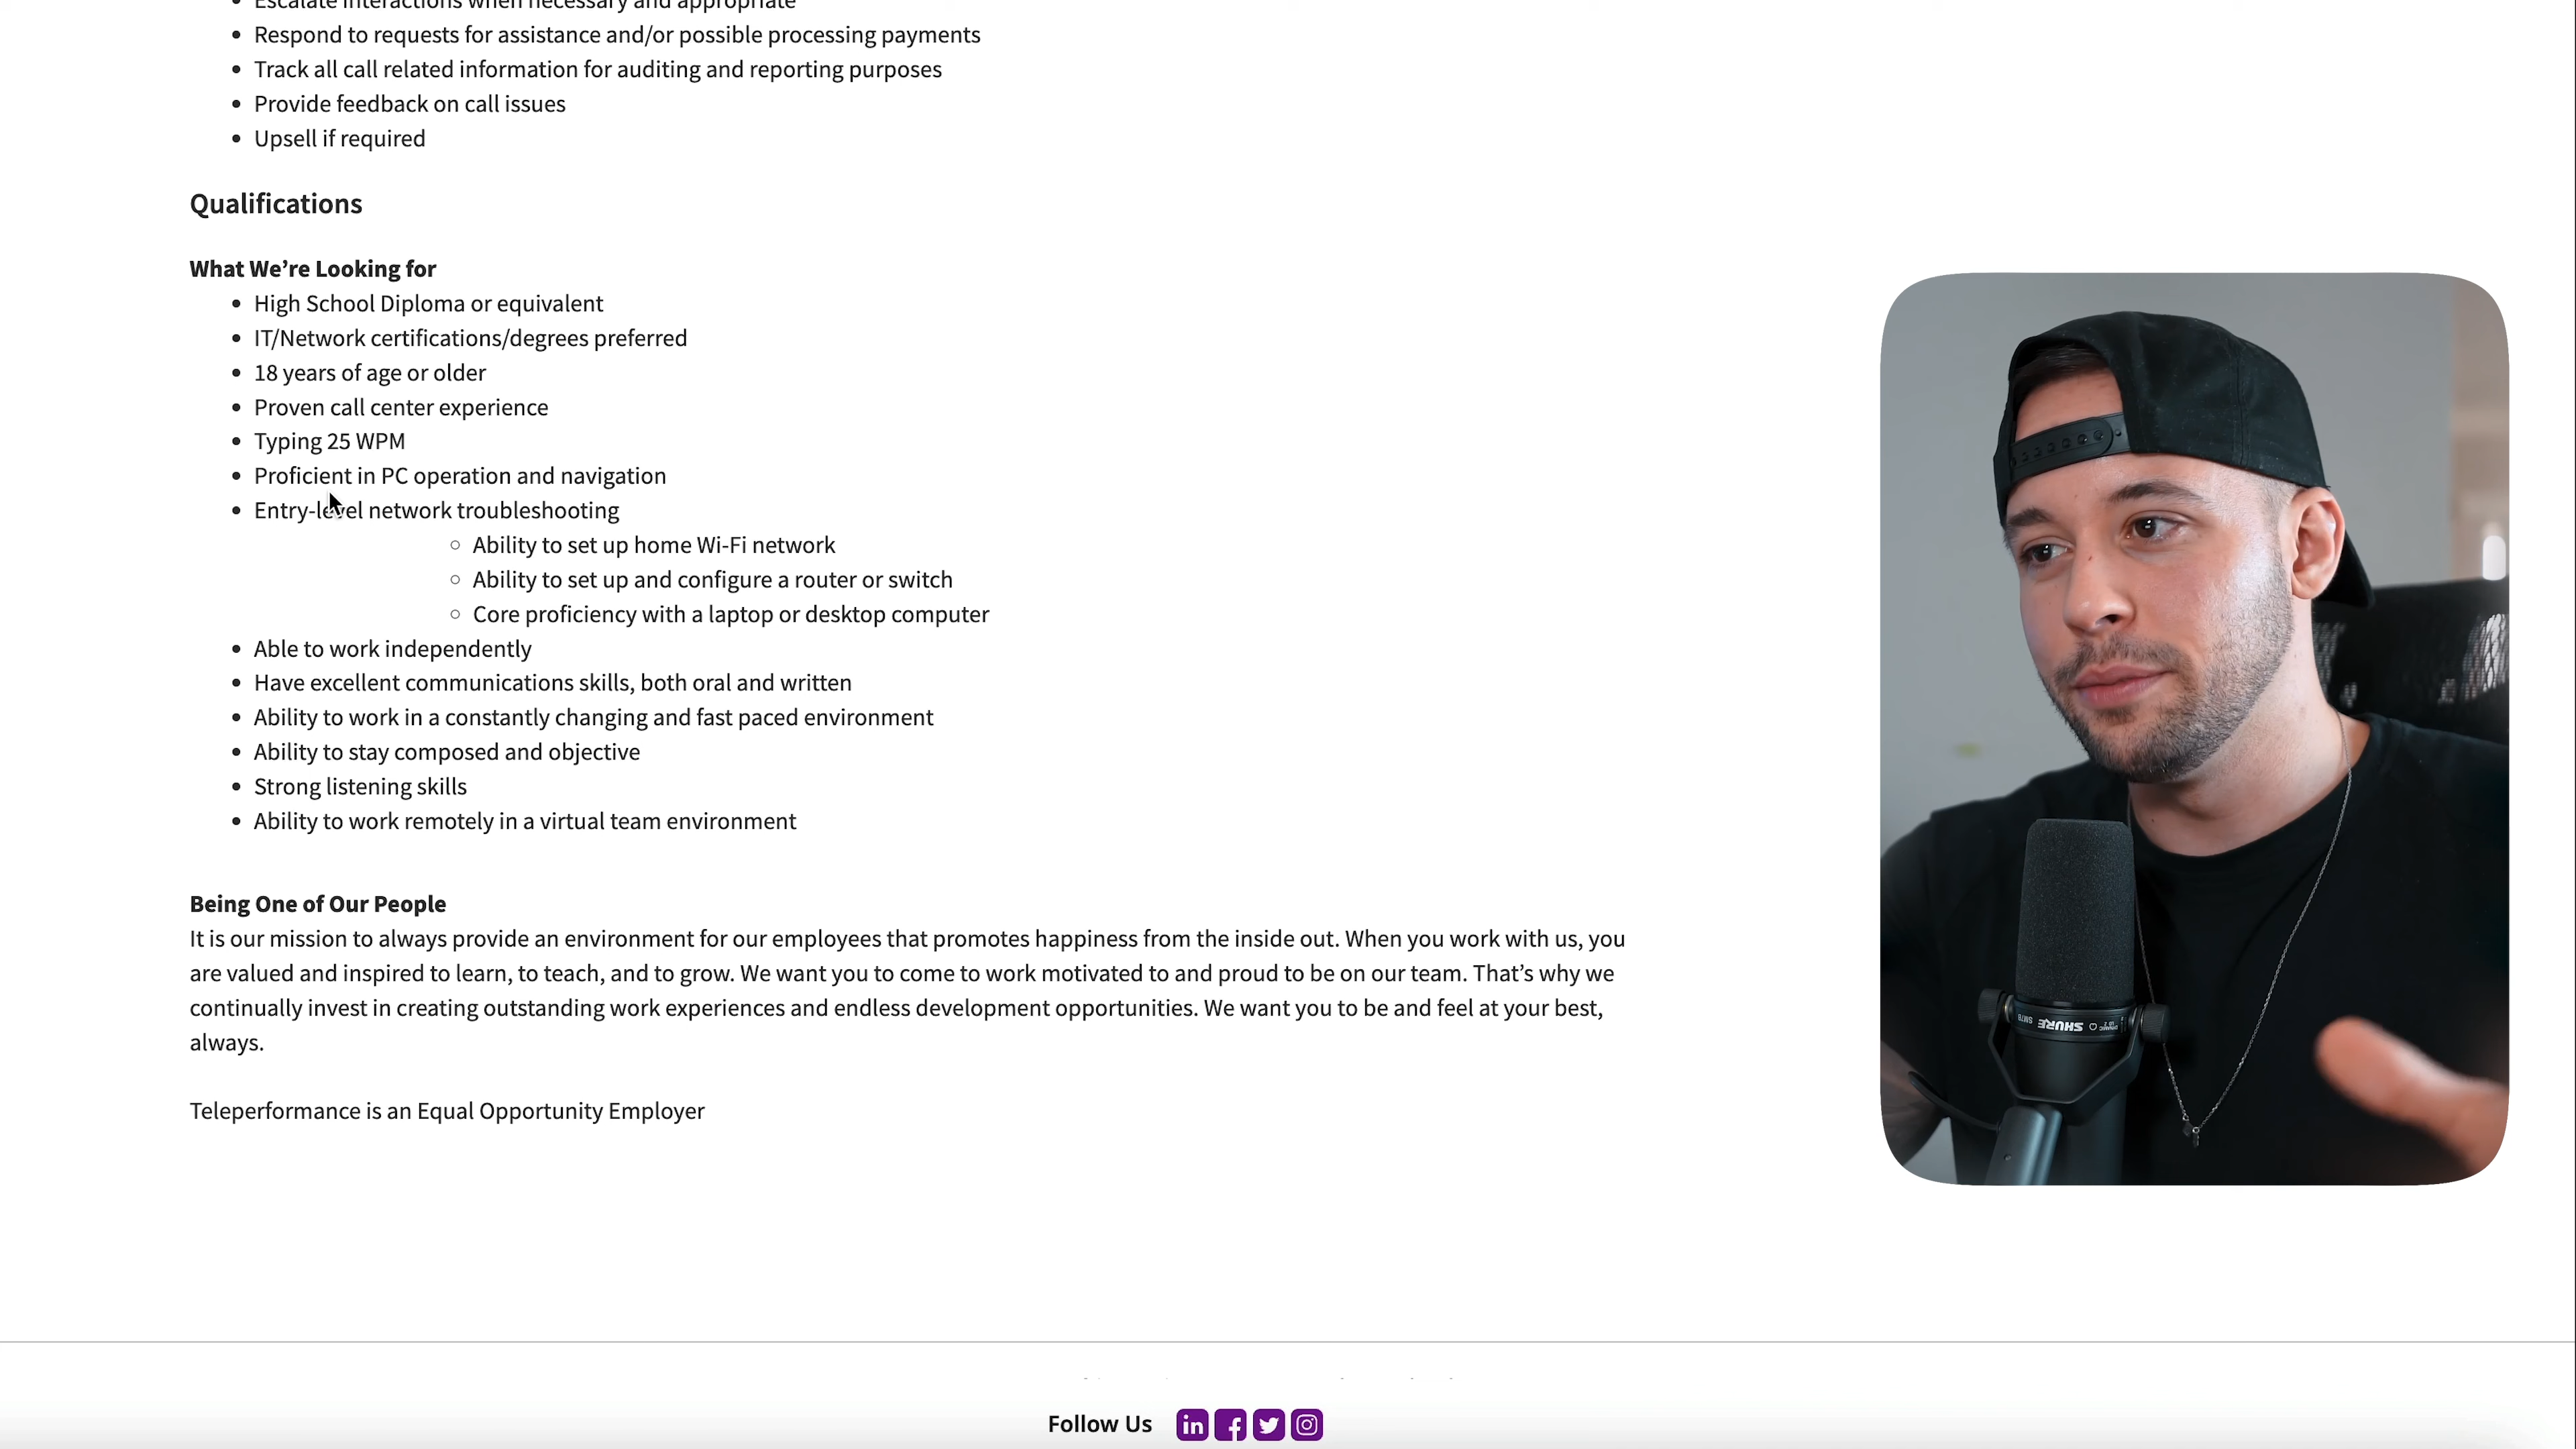 Escalate interactions when necessary and appropriate
Respond to requests for assistance and/or possible processing payments
Track all call related information for auditing and reporting purposes
Provide feedback on call issues
Upsell if required
Qualifications
What We’re Looking for
High School Diploma or equivalent
IT/Network certifications/degrees preferred
18 years of age or older
Proven call center experience
Typing 25 WPM
Proficient in PC operation and navigation
Entry-level network troubleshooting
Ability to set up home Wi-Fi network
Ability to set up and configure a router or switch
Core proficiency with a laptop or desktop computer
Able to work independently
Have excellent communications skills, both oral and written
Ability to work in a constantly changing and fast paced environment
Ability to stay composed and objective
Strong listening skills
Ability to work remotely in a virtual team environment
Being One of Our People
It is our mission to always provide an environment for our employees that promotes happiness from the inside out. When you work with us, you
are valued and inspired to learn, to teach, and to grow. We want you to come to work motivated to and proud to be on our team. That’s why we
continually invest in creating outstanding work experiences and endless development opportunities. We want you to be and feel at your best,
always.
Teleperformance is an Equal Opportunity Employer
SHURE
SM7B
Follow Us